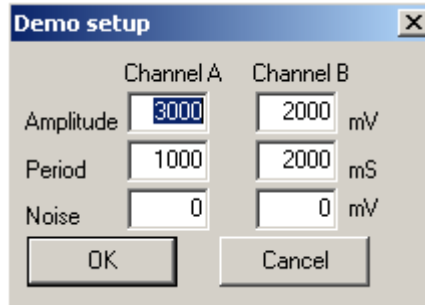 Demo setup
Channel A Channel B
Amplitude 3000 2000 mV
Period 1000 2000 mS
Noise 0 0 mV
OK Cancel